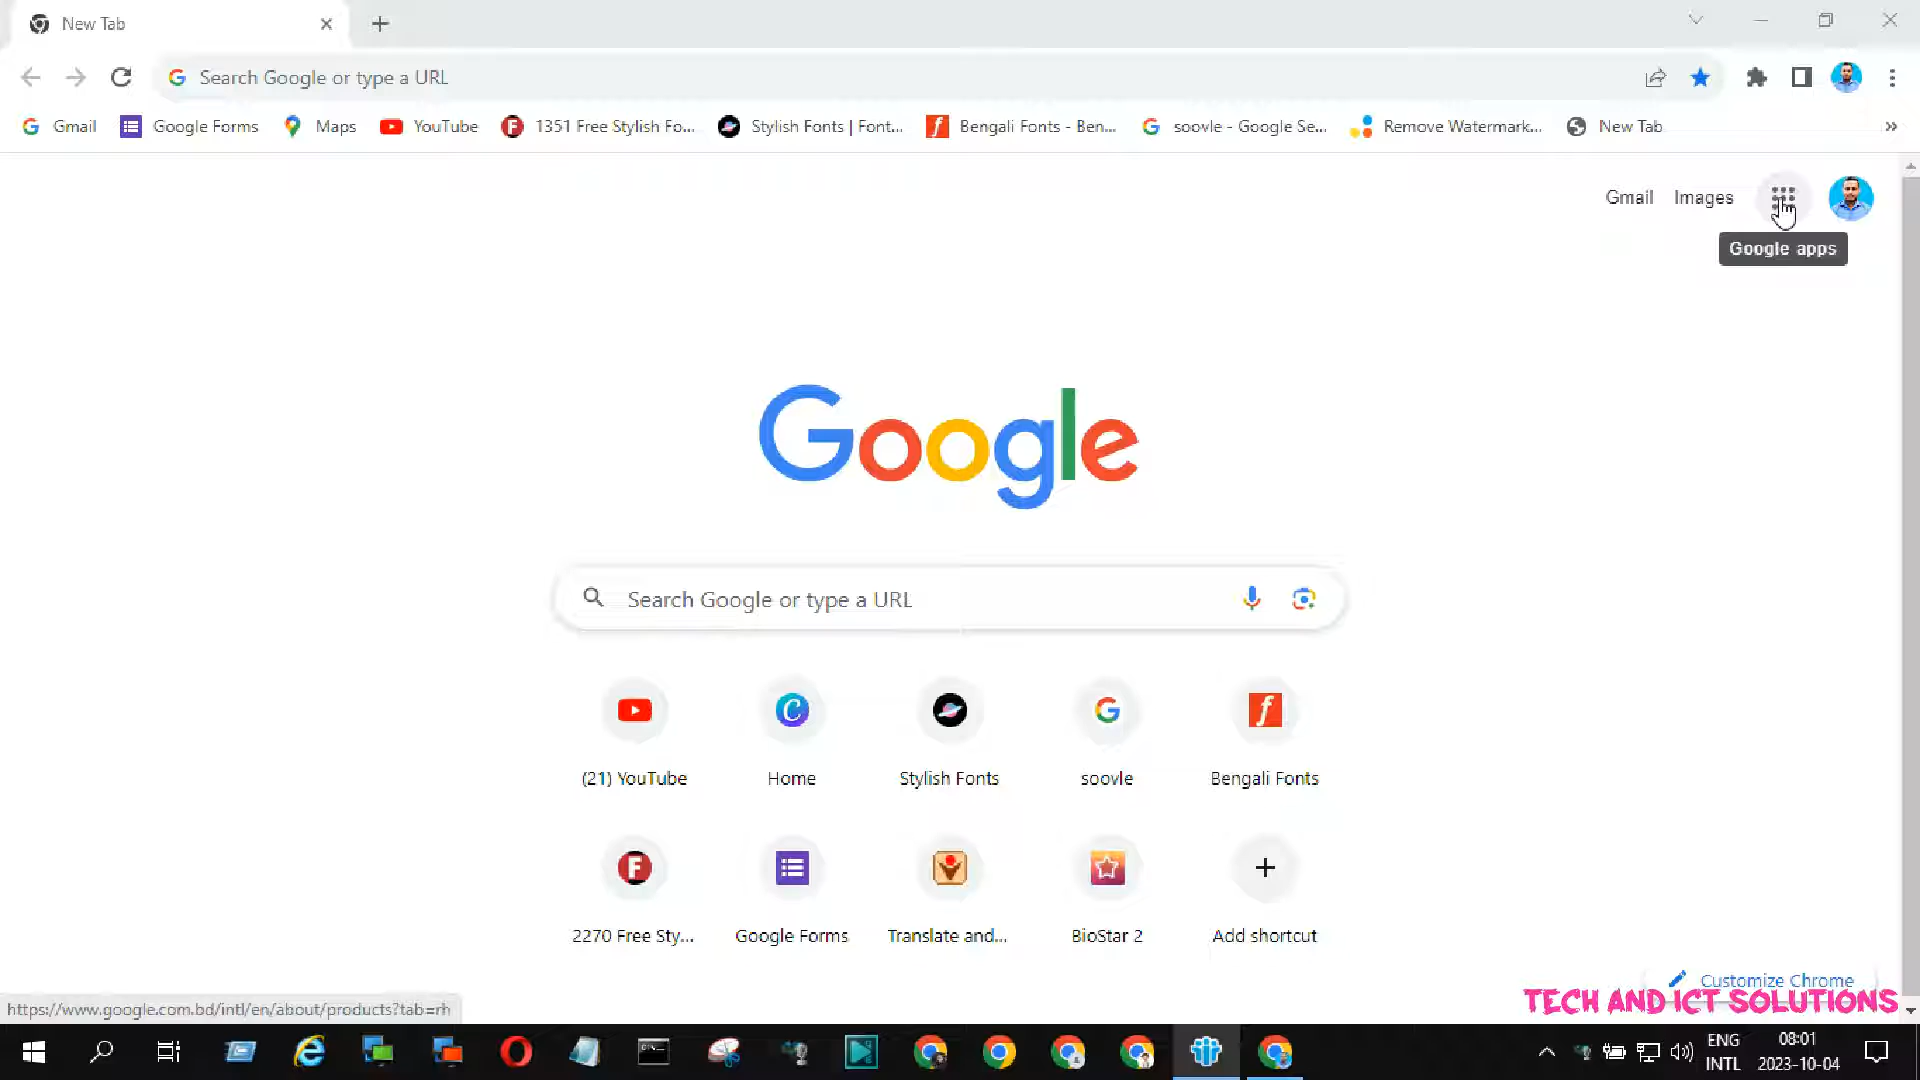 New Tab
Search Google or type a URL
Gmail
Google Forms
Maps
YouTube
1351 Free Stylish Fo...
Stylish Fonts | Font...
Bengali Fonts - Ben...
soovle - Google Se...
Remove Watermark...
New Tab
»
Gmail
Images
Google apps
Google
Search Google or type a URL
(21) YouTube
Home
Stylish Fonts
soovle
Bengali Fonts
2270 Free Sty...
Google Forms
Translate and...
BioStar 2
Add shortcut
Customize Chrome
TECH AND ICT SOLUTIONS
https://www.google.com.bd/intl/en/about/products?tab=rh
ENG
INTL
08:01
2023-10-04